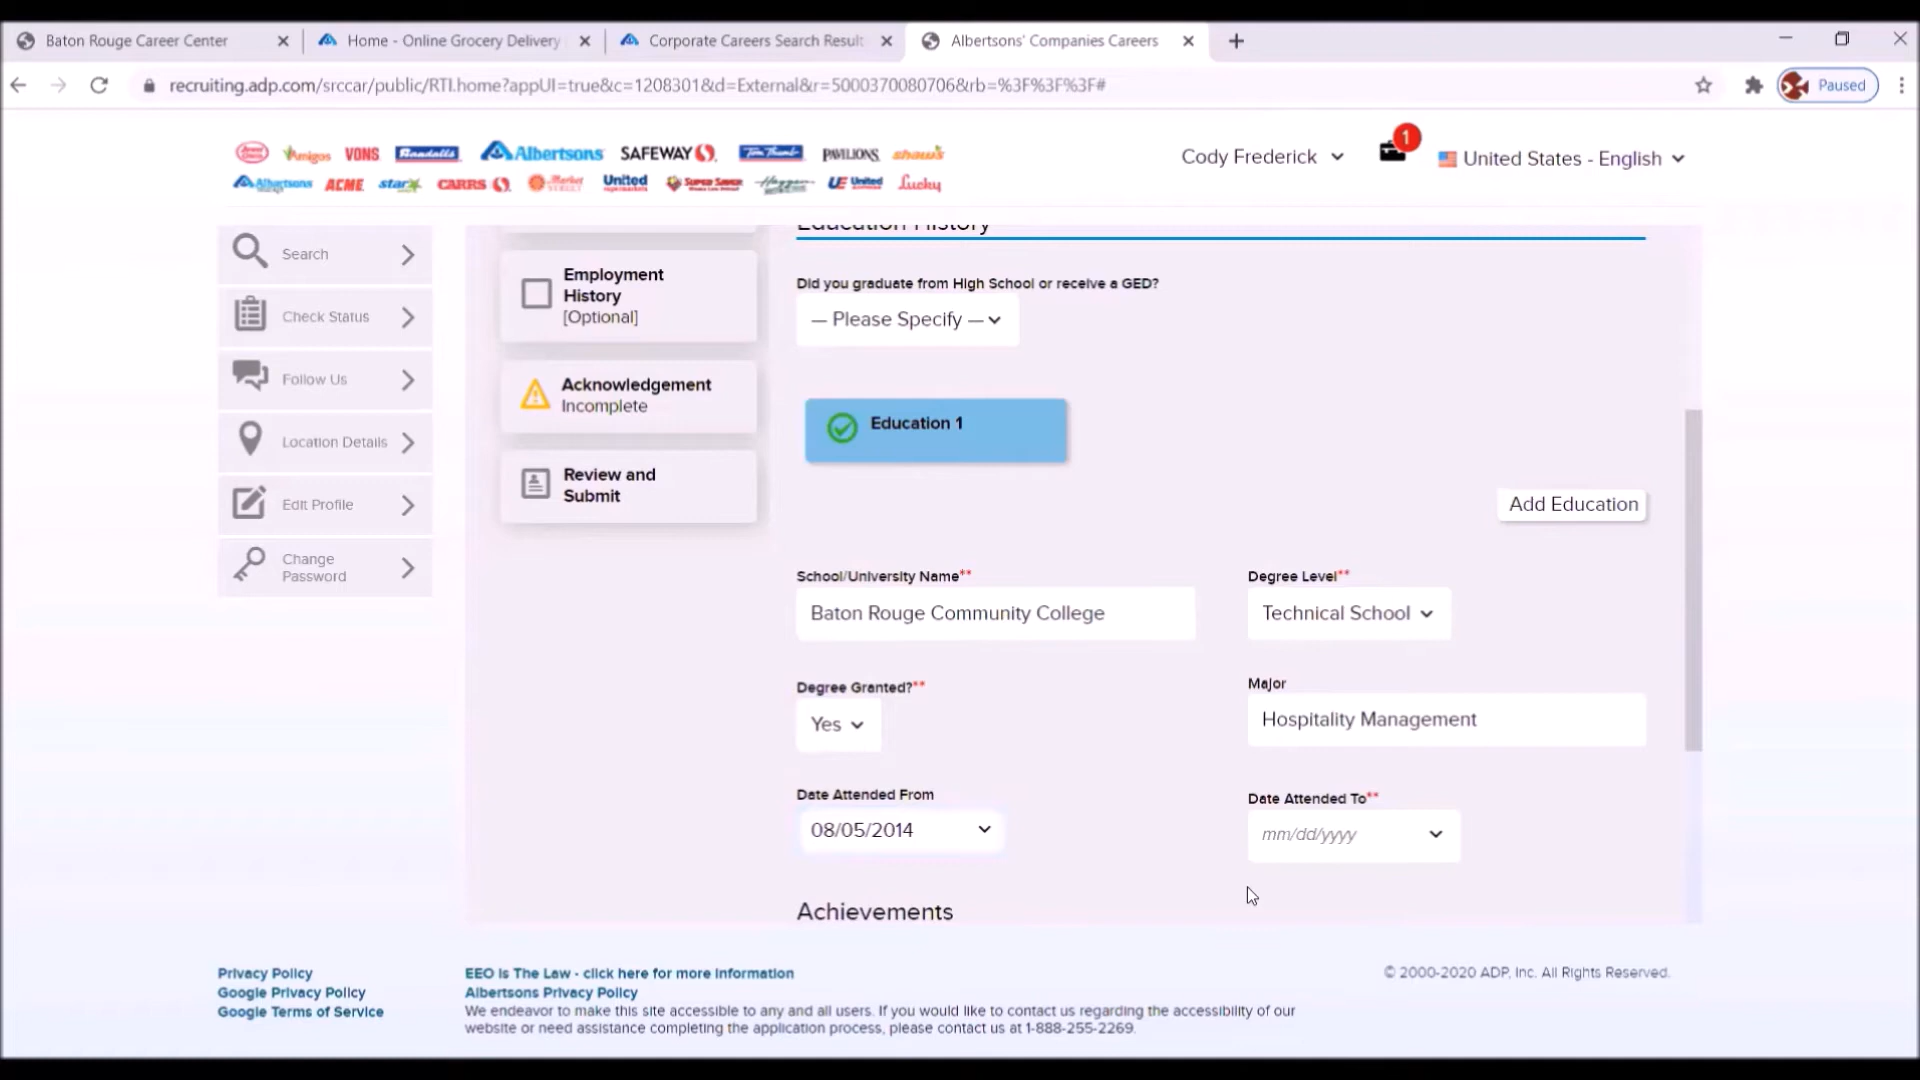 Baton Rouge Career Center
Home - Online Grocery Delivery
Corporate Careers Search Result
Albertsons' Companies Careers
recruiting.adp.com/srccar/public/RTI.home?appUI=true&c=1208301&d=External&r=5000370080706&rb=%3F%3F%3F#
Paused
Amigos VONS Randalls Albertsons SAFEWAY Tom Thumb PAVILIONS shaw's
Albertsons ACME star CARRS MARKET STREET United SUPER SAVER Haggen United Lucky
Cody Frederick
1
United States - English
Search
Check Status
Follow Us
Location Details
Edit Profile
Change
Password
Employment
History
[Optional]
Acknowledgement
Incomplete
Review and
Submit
Education History
Did you graduate from High School or receive a GED?
— Please Specify —
Education 1
Add Education
School/University Name**
Baton Rouge Community College
Degree Level**
Technical School
Degree Granted?**
Yes
Major
Hospitality Management
Date Attended From
08/05/2014
Date Attended To**
mm/dd/yyyy
Achievements
Privacy Policy
Google Privacy Policy
Google Terms of Service
EEO Is The Law - click here for more information
Albertsons Privacy Policy
We endeavor to make this site accessible to any and all users. If you would like to contact us regarding the accessibility of our
website or need assistance completing the application process, please contact us at 1-888-255-2269.
© 2000-2020 ADP, Inc. All Rights Reserved.